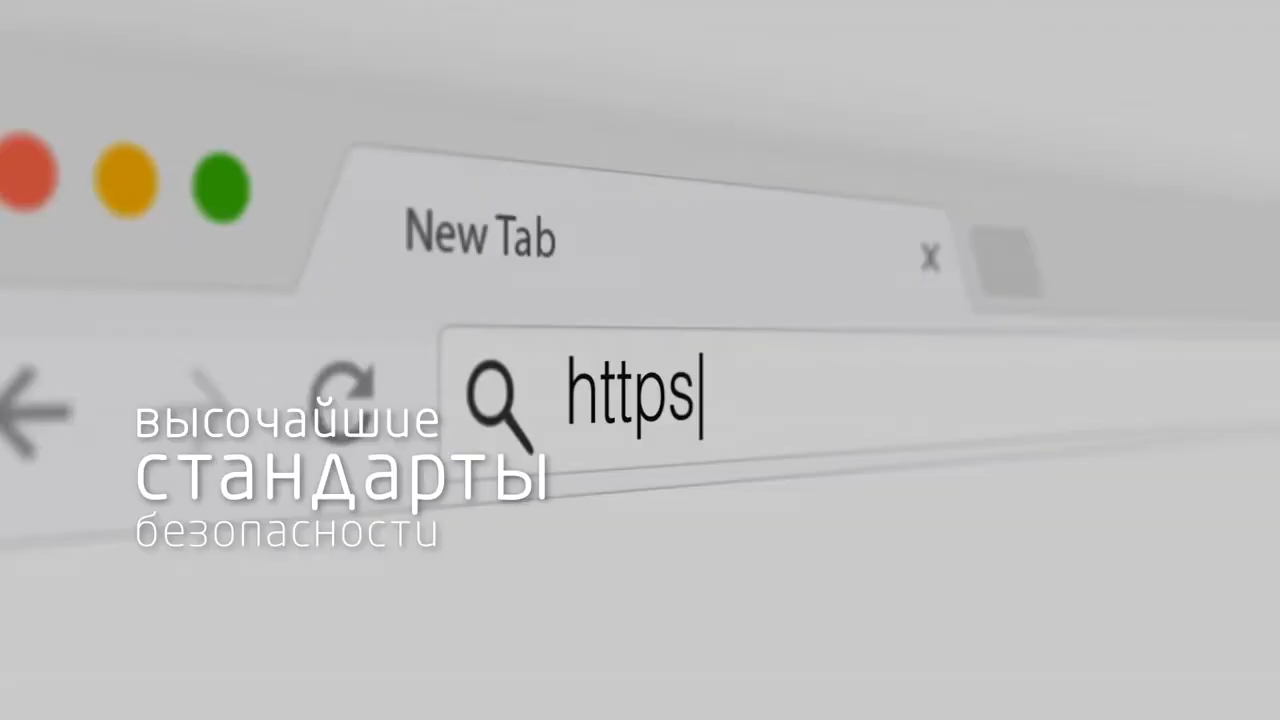 New Tab
x
https
высочайшие
стандарты
безопасности